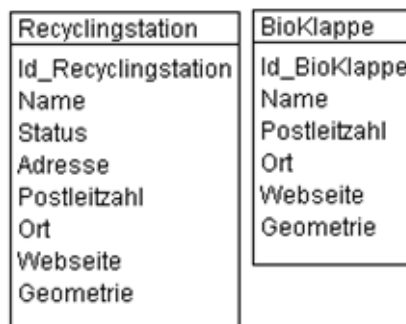 Recyclingstation
Id_Recyclingstation
Name
Status
Adresse
Postleitzahl
Ort
Webseite
Geometrie
BioKlappe
Id_BioKlappe
Name
Postleitzahl
Ort
Webseite
Geometrie